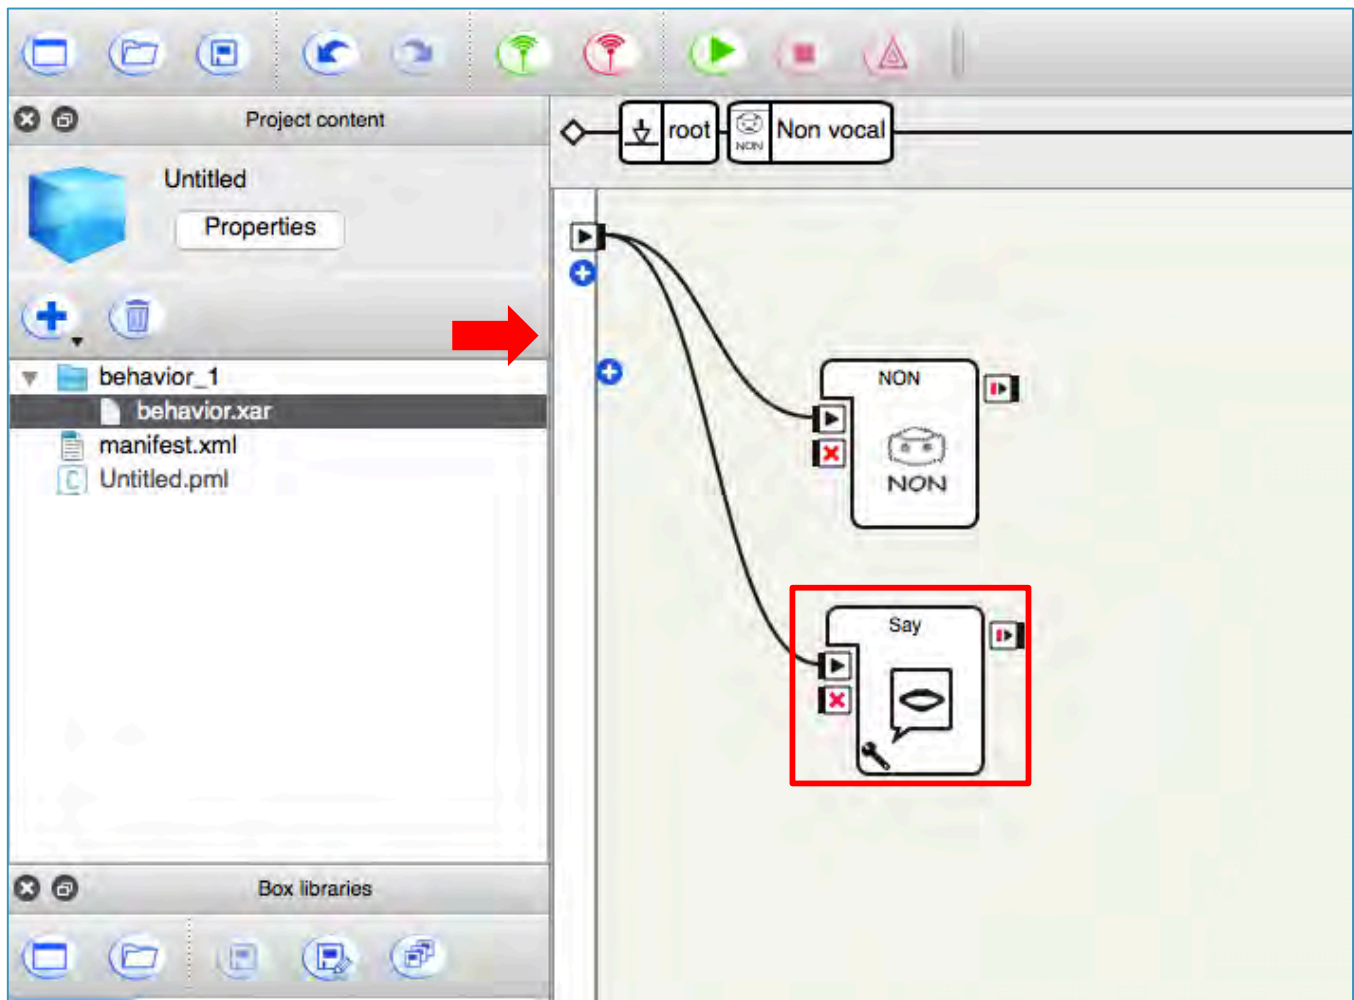 Project content
Untitled
Properties
behavior_1
behavior.xar
manifest.xml
Untitled.pml
Box libraries
root
NON
Non vocal
NON
NON
Say